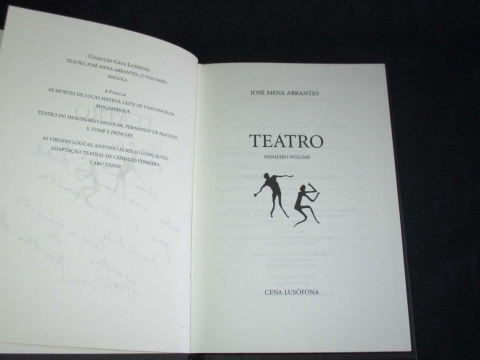 COLECÇÃO CENA LUSÓFONA
TEATRO, JOSÉ MENA ABRANTES, (2 VOLUMES)
ANGOLA
A Publicar
AS MORTES DE LUCAS MATEUS, LEITE DE VASCONCELOS
MOÇAMBIQUE
TEATRO DO IMAGINÁRIO ANGOLAR, FERNANDO DE MACEDO
S. TOMÉ E PRÍNCIPE
AS VIRGENS LOUCAS, ANTÓNIO AURÉLIO GONÇALVES,
ADAPTAÇÃO TEATRAL DE CÂNDIDO FERREIRA
CABO VERDE
JOSÉ MENA ABRANTES
TEATRO
PRIMEIRO VOLUME
CENA LUSÓFONA